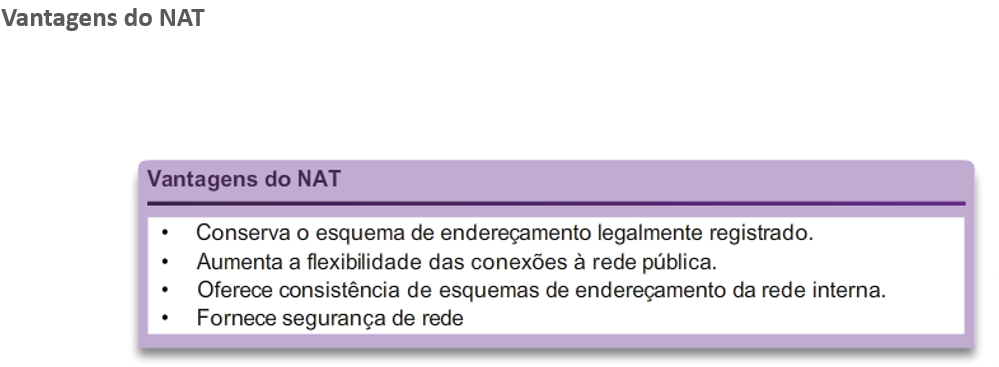 Vantagens do NAT
Vantagens do NAT
• Conserva o esquema de endereçamento legalmente registrado.
• Aumenta a flexibilidade das conexões à rede pública.
• Oferece consistência de esquemas de endereçamento da rede interna.
• Fornece segurança de rede